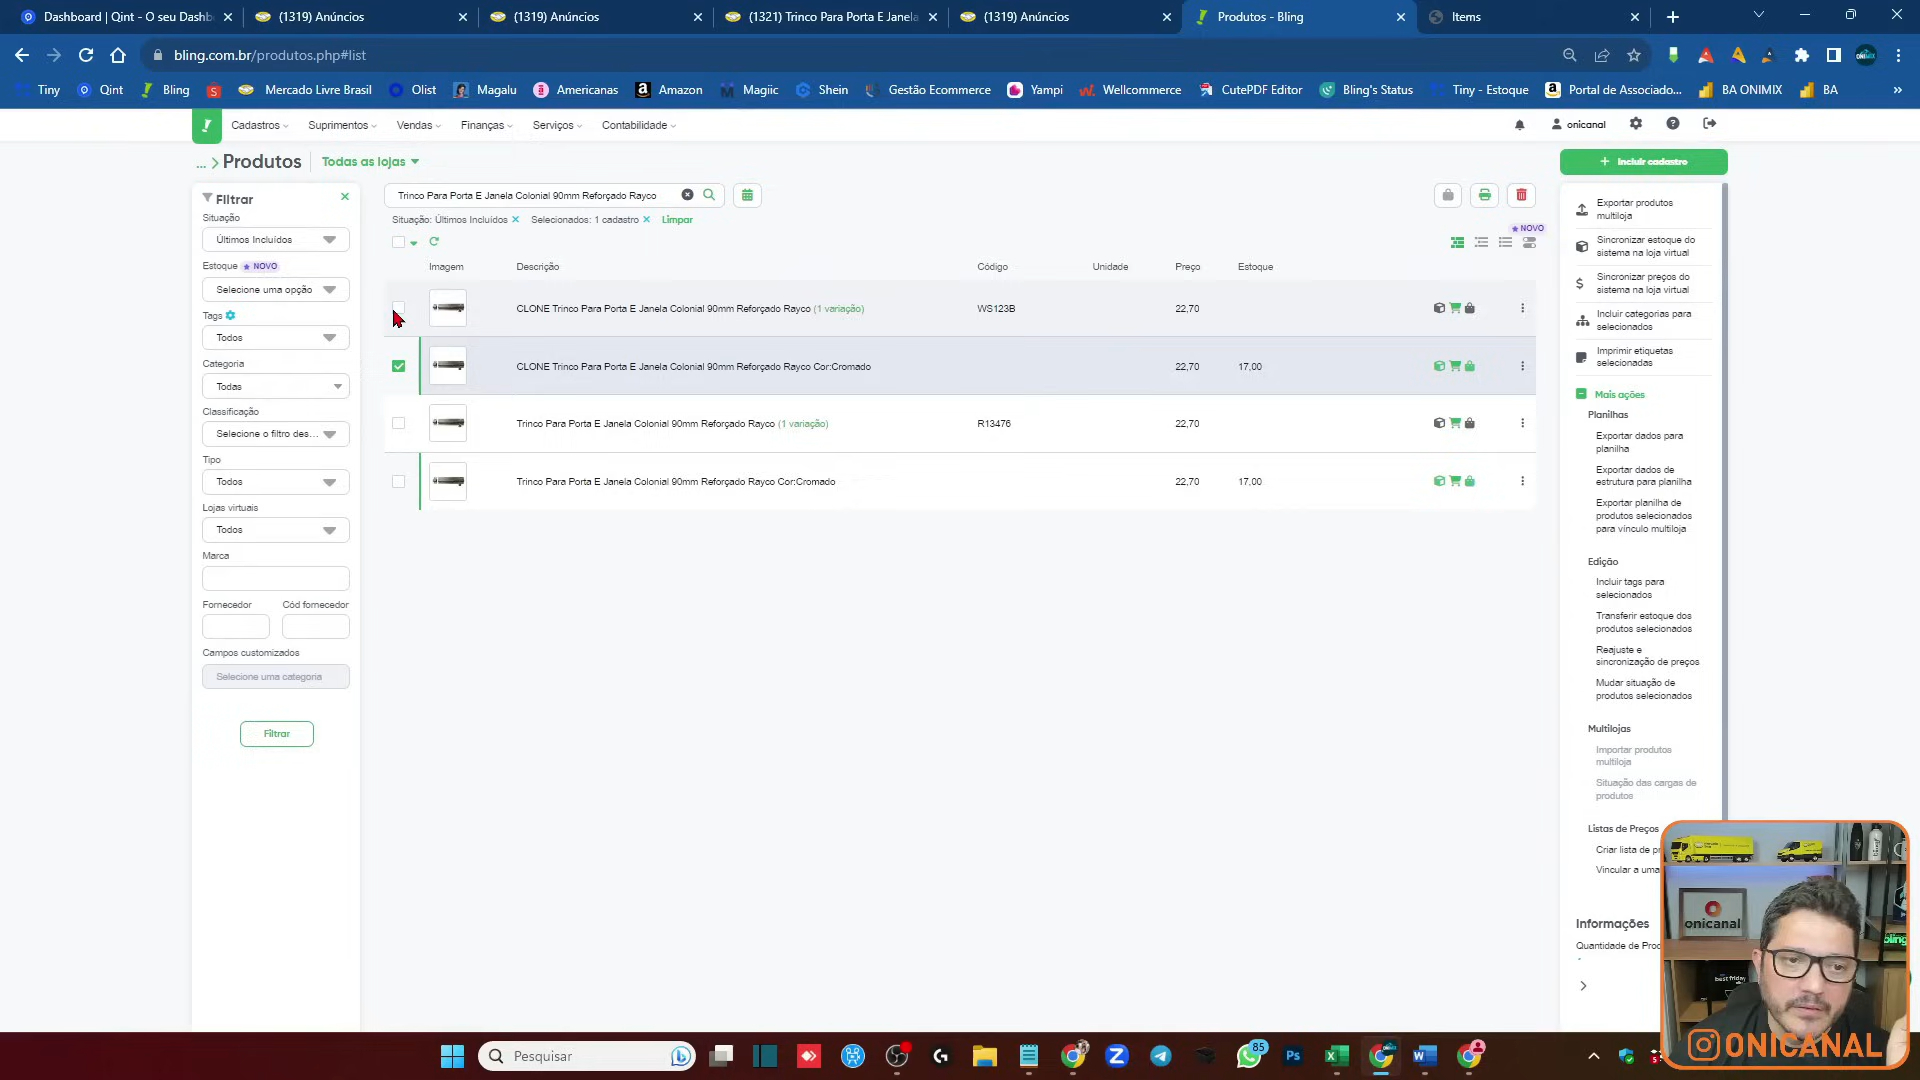 Dashboard | Qint - O seu Dashb
(1319) Anúncios
(1319) Anúncios
(1321) Trinco Para Porta E Janela
(1319) Anúncios
Produtos - Bling
Items
bling.com.br/produtos.php#list
Tiny
Qint
Bling
Mercado Livre Brasil
Olist
Magalu
Americanas
Amazon
Magiic
Shein
Gestão Ecommerce
Yampi
Wellcommerce
CutePDF Editor
Bling's Status
Tiny - Estoque
Portal de Associado...
BA ONIMIX
BA
Cadastros
Suprimentos
Vendas
Finanças
Serviços
Contabilidade
onicanal
... > Produtos
Todas as lojas
Incluir cadastro
Filtrar
Situação
Últimos Incluídos
Estoque NOVO
Selecione uma opção
Tags
Todos
Categoria
Todas
Classificação
Selecione o filtro des...
Tipo
Todos
Lojas virtuais
Todos
Marca
Fornecedor
Cód fornecedor
Campos customizados
Selecione uma categoria
Filtrar
Trinco Para Porta E Janela Colonial 90mm Reforçado Rayco
Situação: Últimos Incluídos
Selecionados: 1 cadastro
Limpar
NOVO
Imagem
Descrição
Código
Unidade
Preço
Estoque
CLONE Trinco Para Porta E Janela Colonial 90mm Reforçado Rayco (1 variação)
WS123B
22,70
CLONE Trinco Para Porta E Janela Colonial 90mm Reforçado Rayco Cor:Cromado
22,70
17,00
Trinco Para Porta E Janela Colonial 90mm Reforçado Rayco (1 variação)
R13476
22,70
Trinco Para Porta E Janela Colonial 90mm Reforçado Rayco Cor:Cromado
22,70
17,00
Exportar produtos
multiloja
Sincronizar estoque do
sistema na loja virtual
Sincronizar preços do
sistema na loja virtual
Incluir categorias para
selecionados
Imprimir etiquetas
selecionadas
Mais ações
Planilhas
Exportar dados para
planilha
Exportar dados de
estrutura para planilha
Exportar planilha de
produtos selecionados
para vínculo multiloja
Edição
Incluir tags para
selecionados
Transferir estoque dos
produtos selecionados
Reajuste e
sincronização de preços
Mudar situação de
produtos selecionados
Multilojas
Importar produtos
multiloja
Situação das cargas de
produtos
Listas de Preços
Criar lista de pr
Vincular a uma
Informações
Quantidade de Proc
onicanal
bling
best friday
ONICANAL
Pesquisar
85